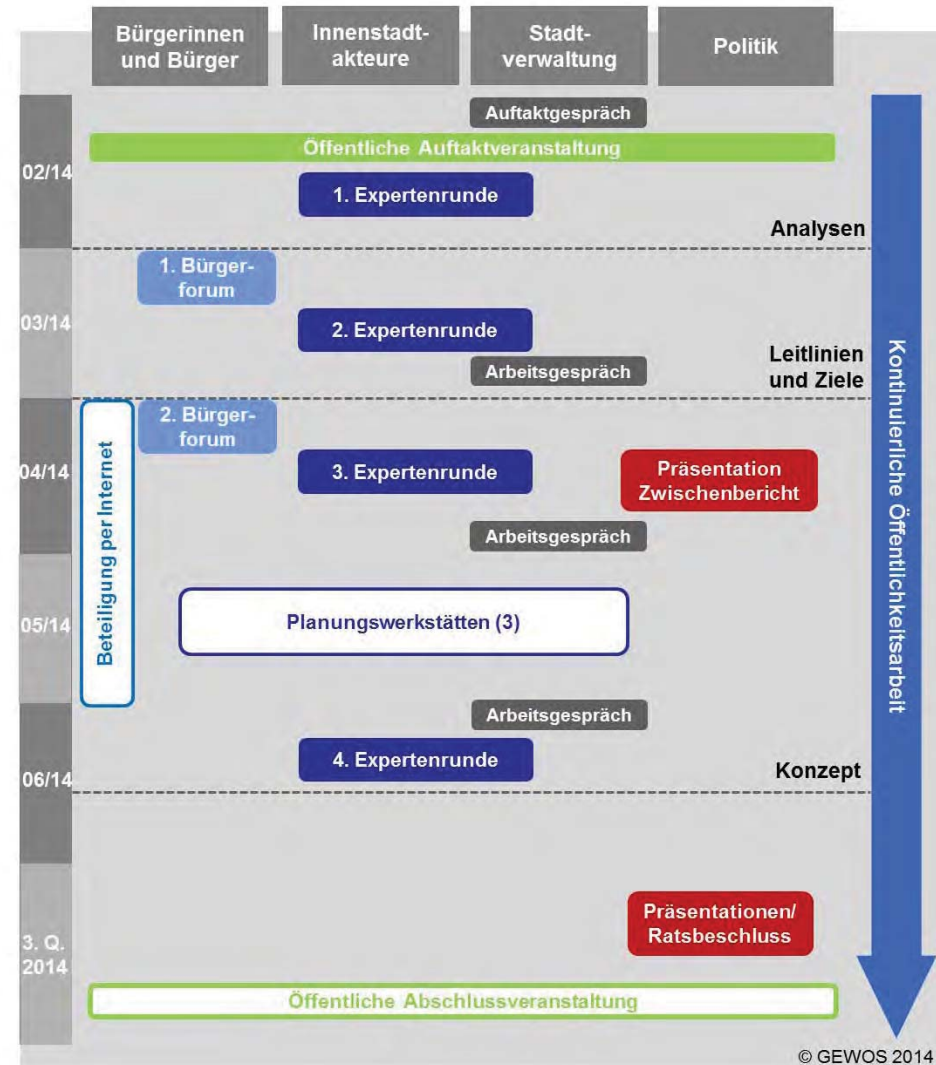 Bürgerinnen
und Bürger
Innenstadt-
akteure
Stadt-
verwaltung
Politik
02/14
Auftaktgespräch
Öffentliche Auftaktveranstaltung
1. Expertenrunde
Analysen
03/14
1. Bürger-
forum
2. Expertenrunde
Arbeitsgespräch
Leitlinien
und Ziele
04/14
Beteiligung per Internet
2. Bürger-
forum
3. Expertenrunde
Präsentation
Zwischenbericht
Arbeitsgespräch
05/14
Planungswerkstätten (3)
06/14
Arbeitsgespräch
4. Expertenrunde
Konzept
3. Q.
2014
Präsentationen/
Ratsbeschluss
Öffentliche Abschlussveranstaltung
Kontinuierliche Öffentlichkeitsarbeit
© GEWOS 2014